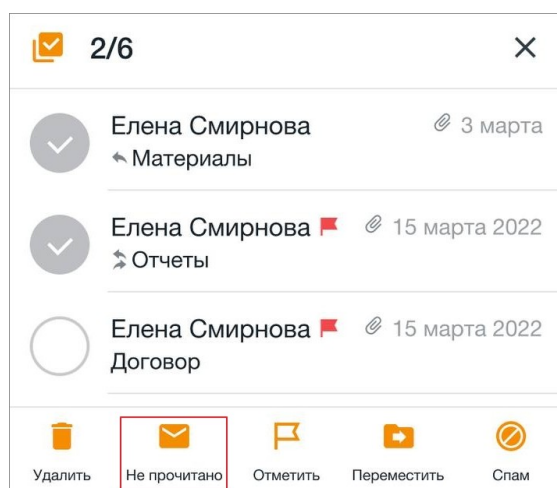 2/6
Елена Смирнова 3 марта
Материалы
Елена Смирнова 15 марта 2022
Отчеты
Елена Смирнова 15 марта 2022
Договор
Удалить Не прочитано Отметить Переместить Спам